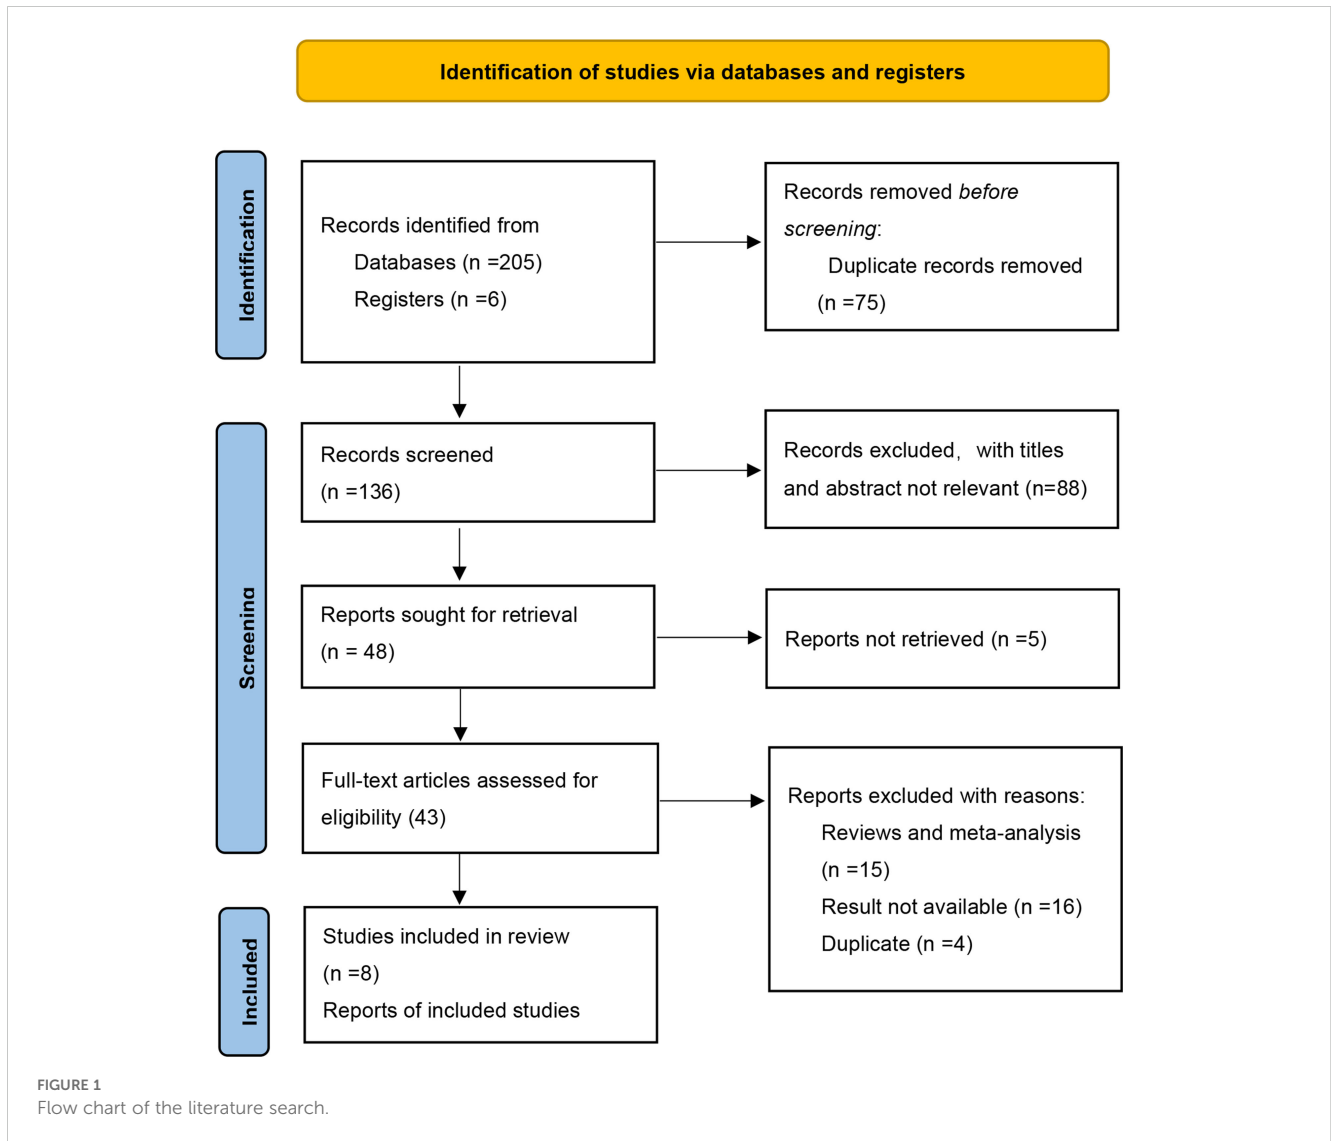 Identification of studies via databases and registers
Identification
Records identified from
Databases (n =205)
Registers (n =6)
Records removed before
screening:
Duplicate records removed
(n =75)
Screening
Records screened
(n =136)
Records excluded，with titles
and abstract not relevant (n=88)
Reports sought for retrieval
(n = 48)
Reports not retrieved (n =5)
Full-text articles assessed for
eligibility (43)
Reports excluded with reasons:
Reviews and meta-analysis
(n =15)
Result not available (n =16)
Duplicate (n =4)
Included
Studies included in review
(n =8)
Reports of included studies
FIGURE 1
Flow chart of the literature search.